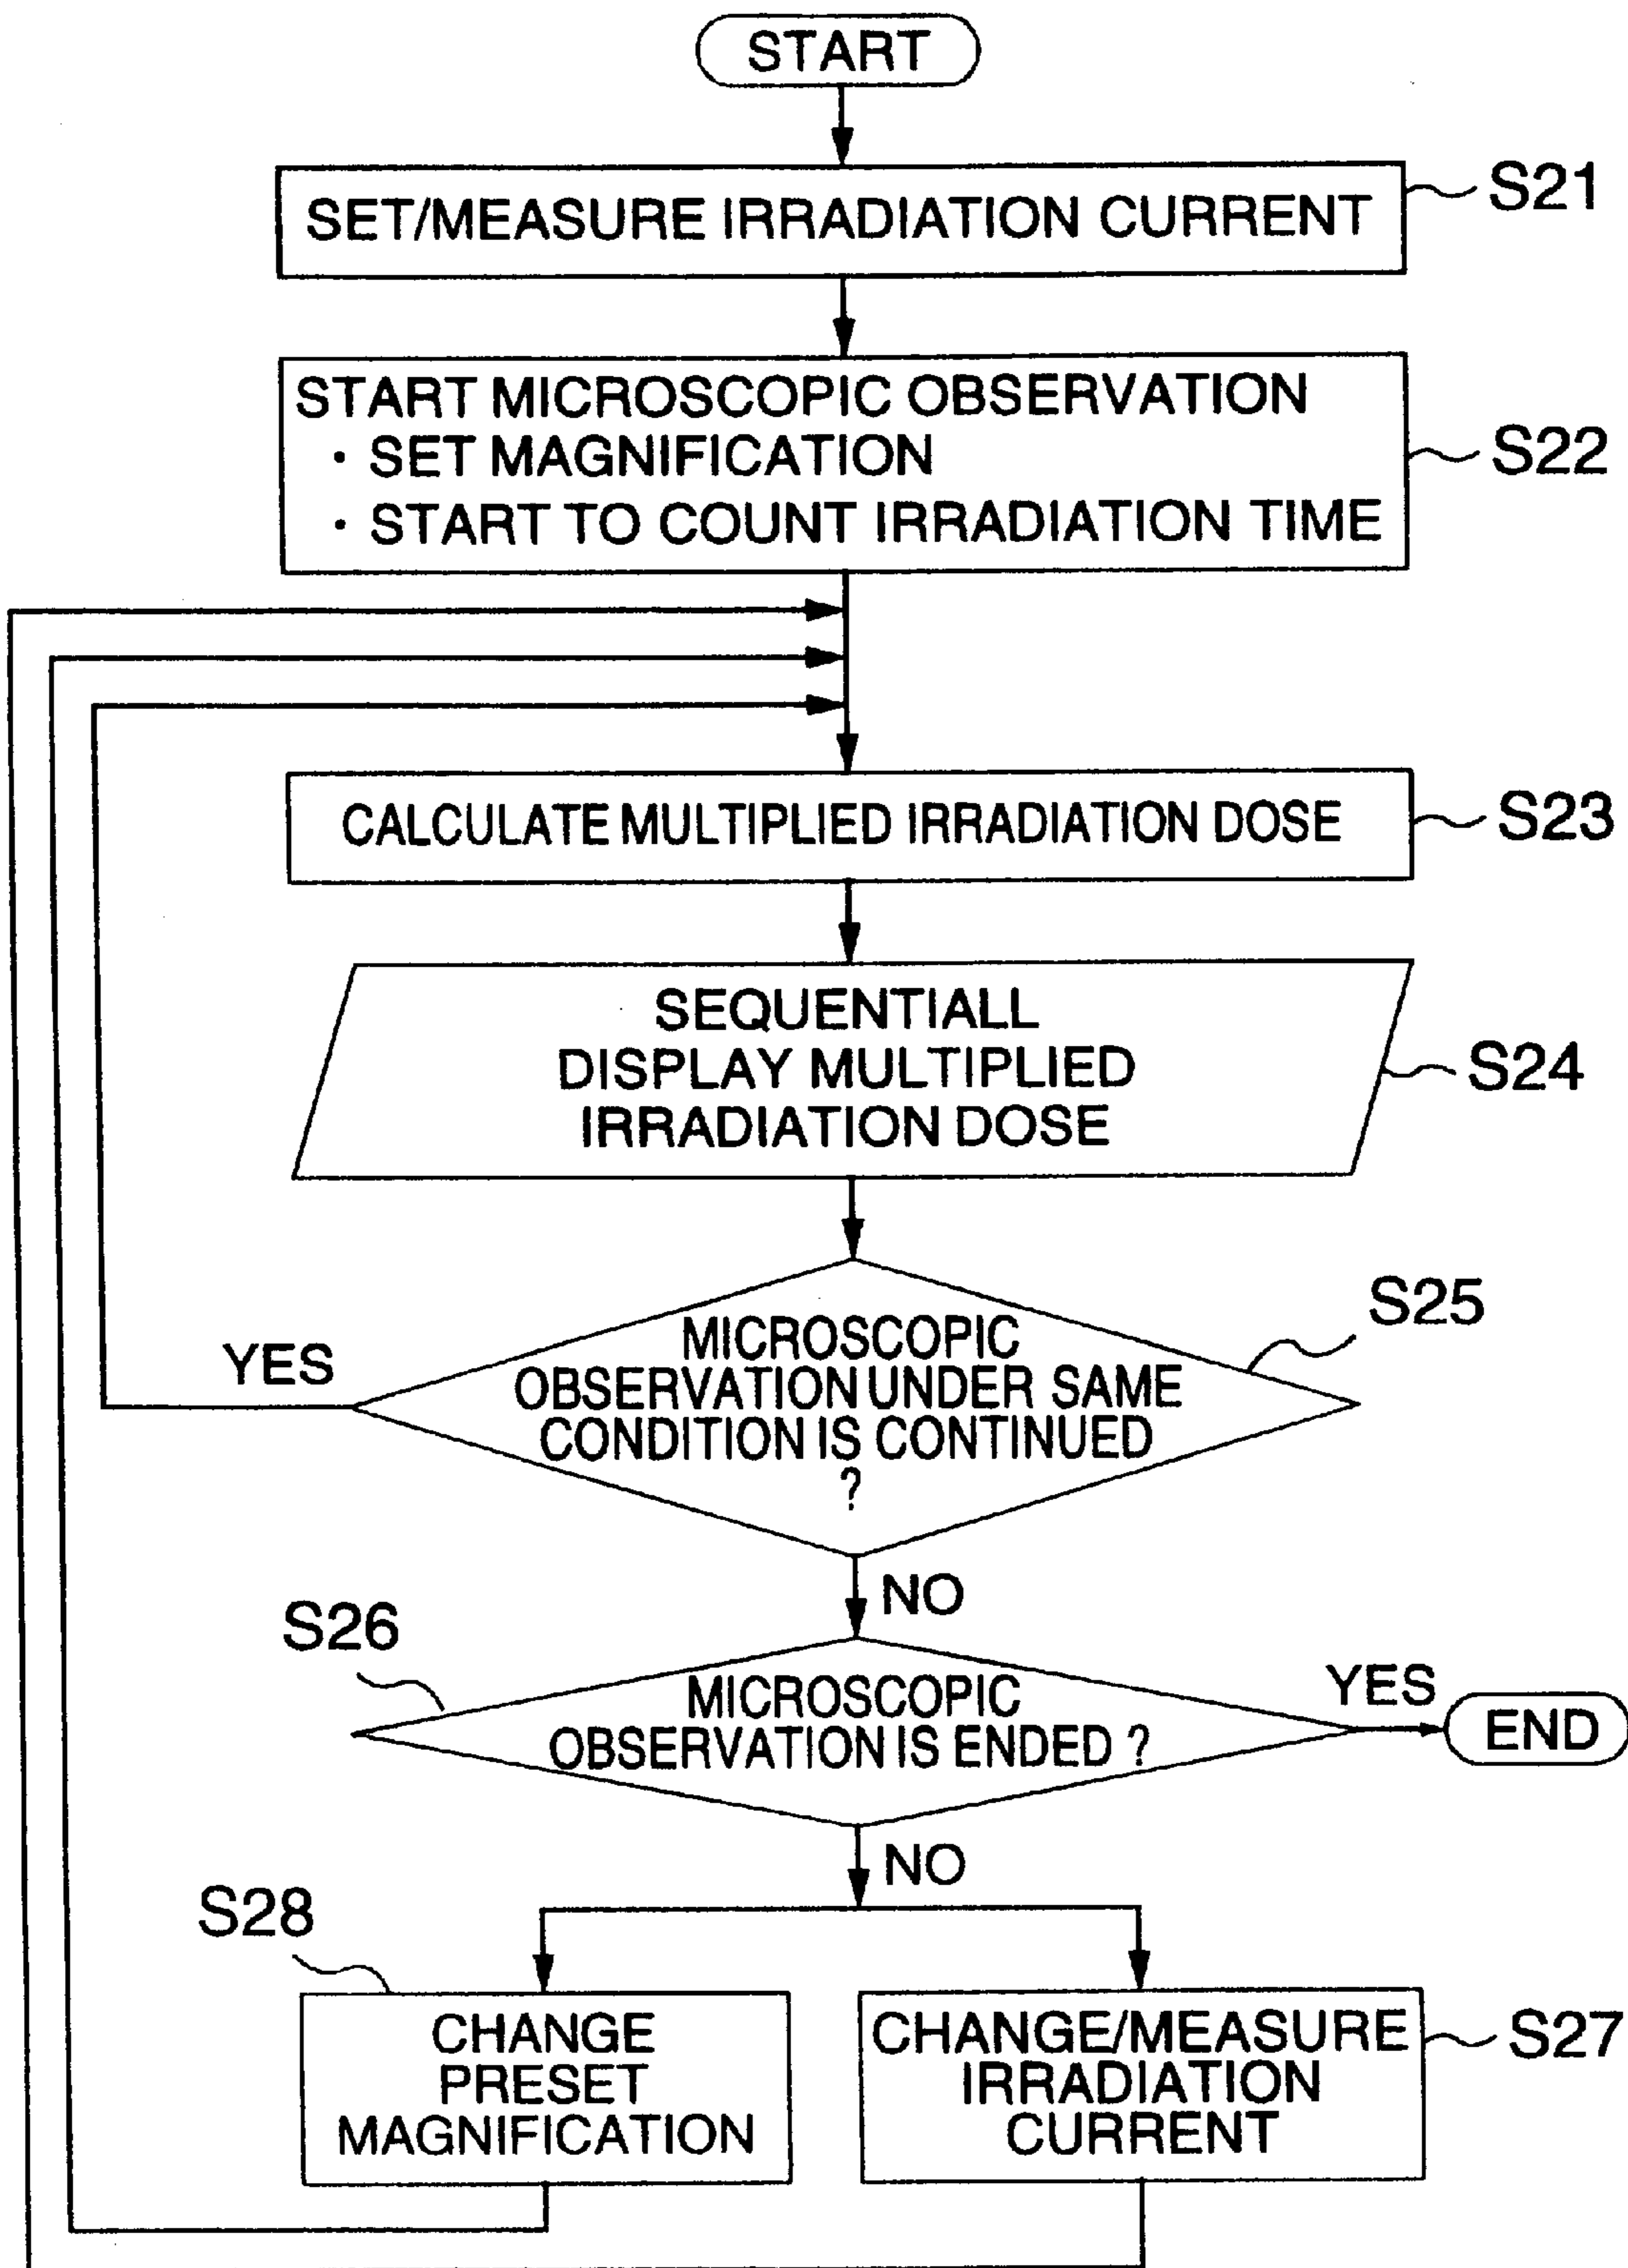 START
SET/MEASURE IRRADIATION CURRENT
S21
START MICROSCOPIC OBSERVATION
· SET MAGNIFICATION
· START TO COUNT IRRADIATION TIME
S22
CALCULATE MULTIPLIED IRRADIATION DOSE
S23
SEQUENTIALL
DISPLAY MULTIPLIED
IRRADIATION DOSE
S24
MICROSCOPIC
OBSERVATION UNDER SAME
CONDITION IS CONTINUED
?
S25
YES
NO
S26
MICROSCOPIC
OBSERVATION IS ENDED ?
YES
END
NO
S28
CHANGE
PRESET
MAGNIFICATION
CHANGE/MEASURE
IRRADIATION
CURRENT
S27